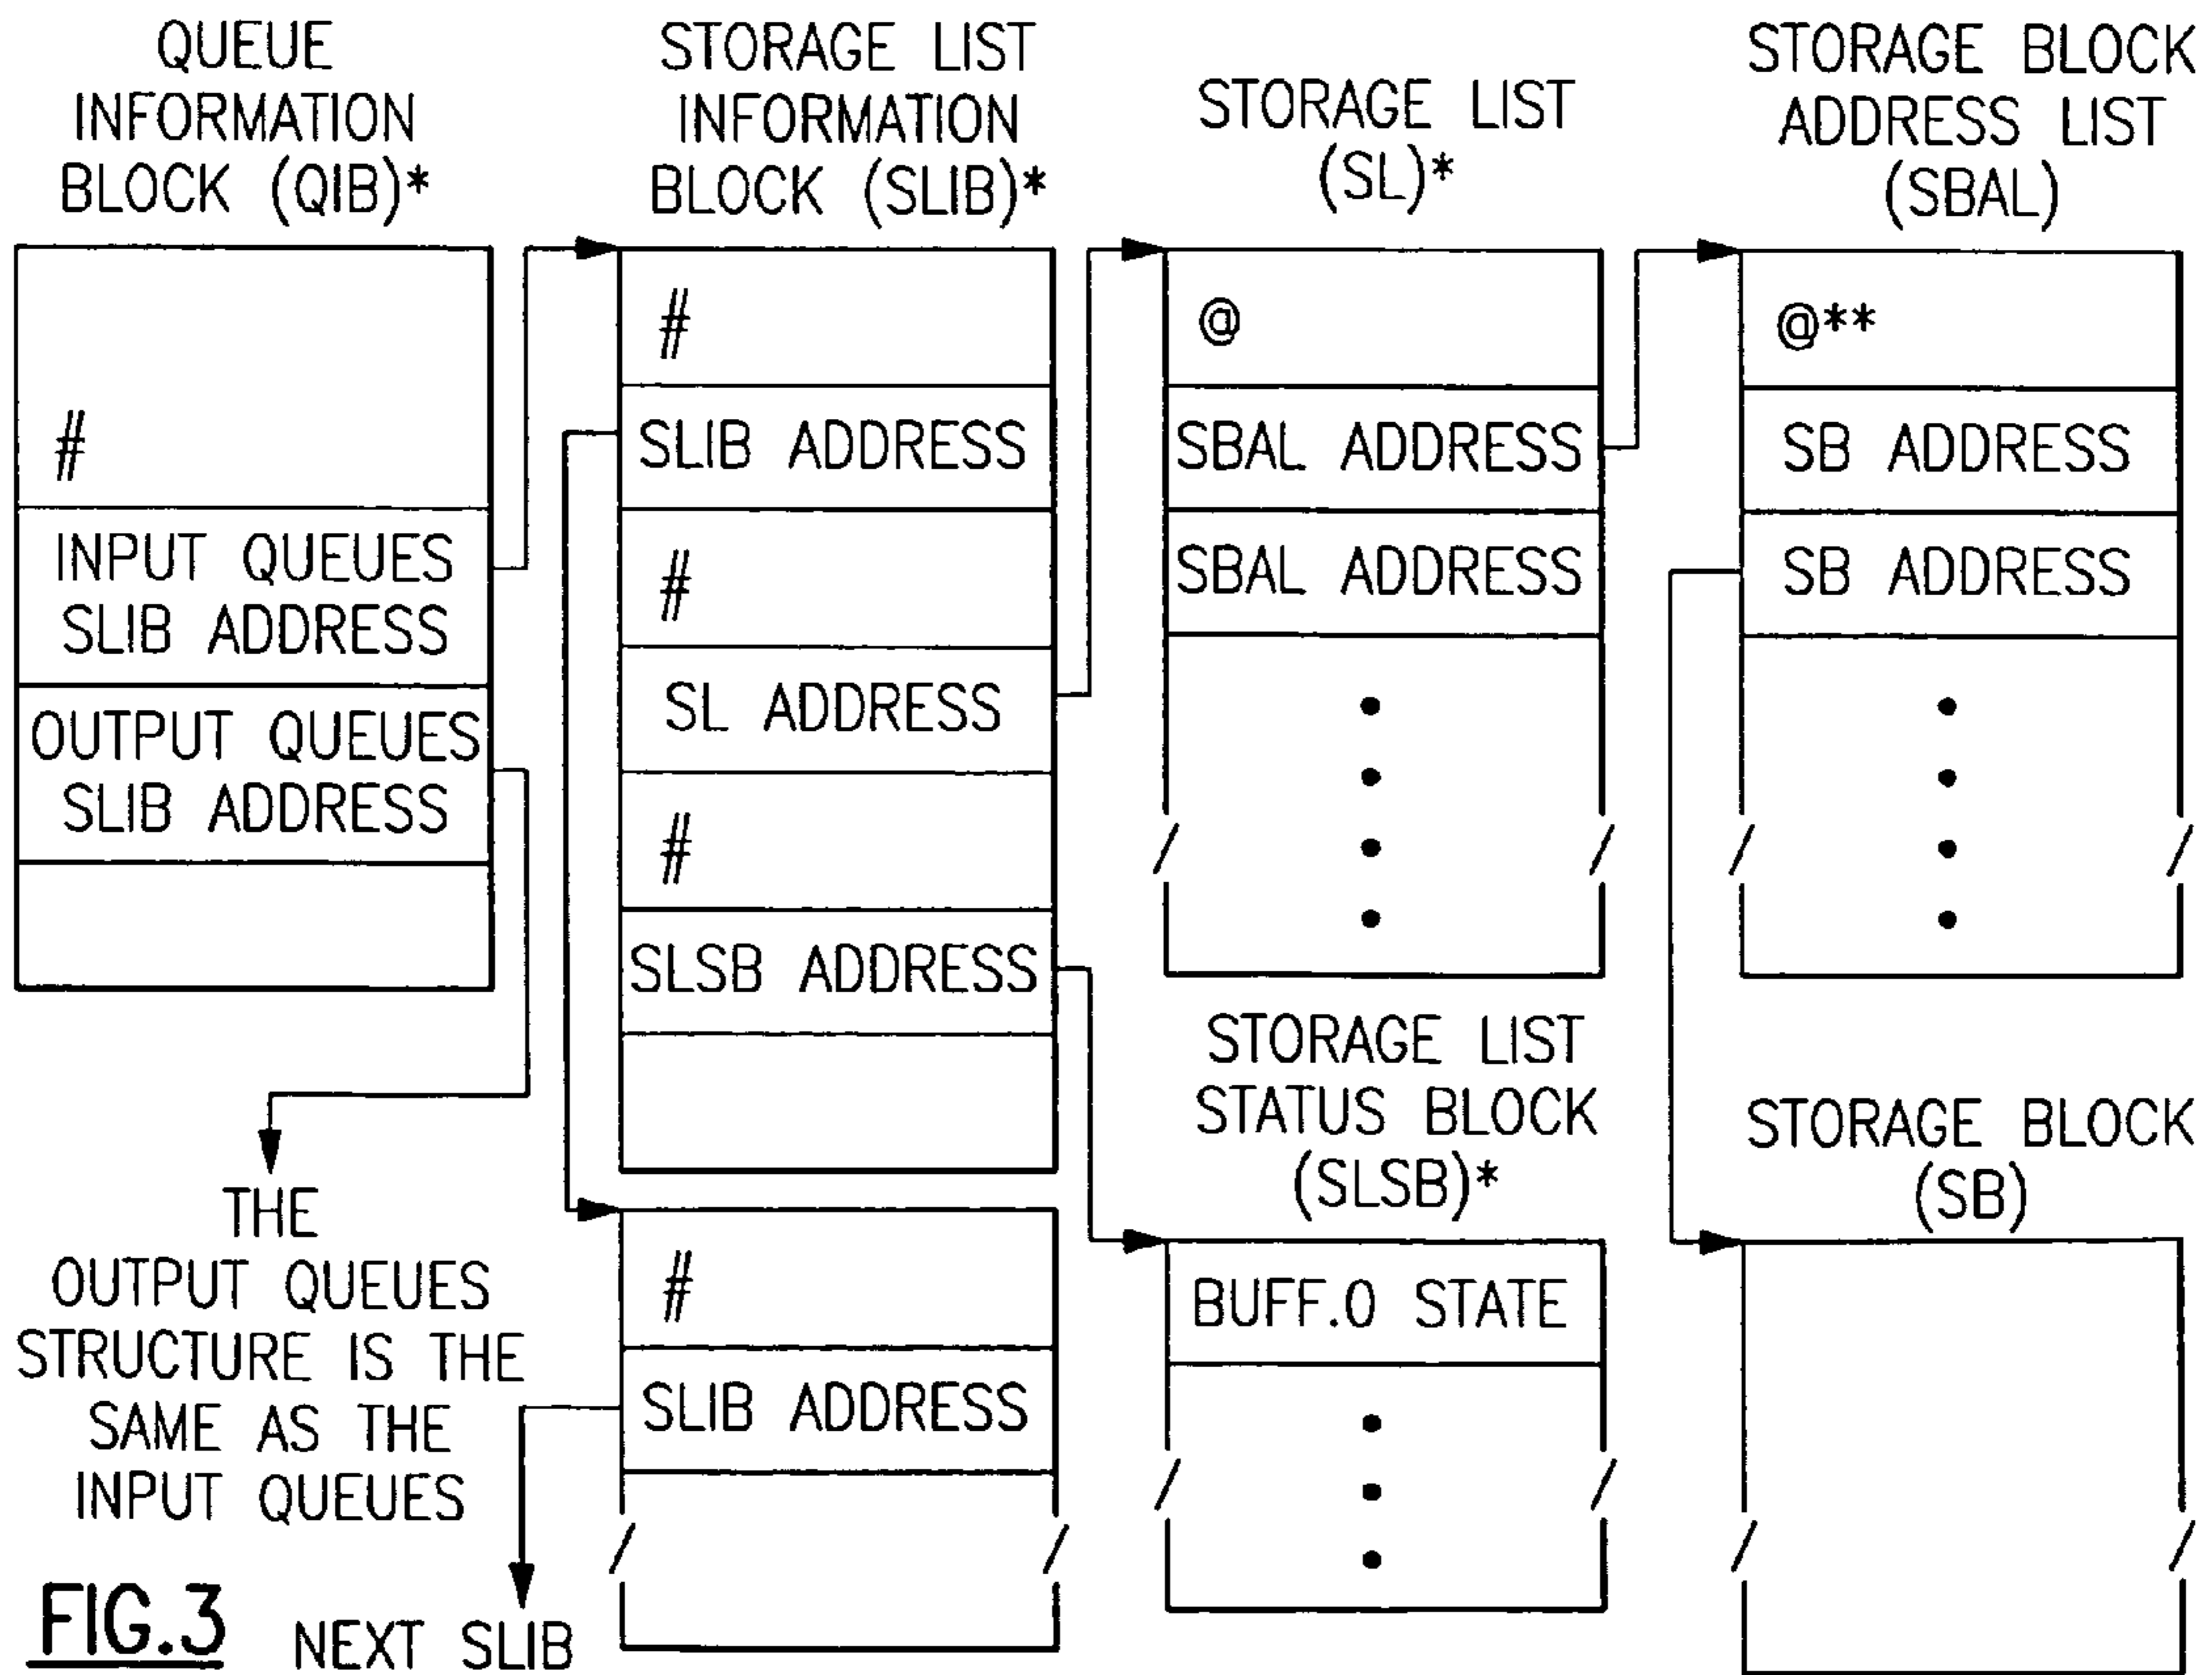 QUEUE
INFORMATION
BLOCK (QIB)*
#
INPUT QUEUES
SLIB ADDRESS
OUTPUT QUEUES
SLIB ADDRESS
THE
OUTPUT QUEUES
STRUCTURE IS THE
SAME AS THE
INPUT QUEUES
STORAGE LIST
INFORMATION
BLOCK (SLIB)*
#
SLIB ADDRESS
#
SL ADDRESS
#
SLSB ADDRESS
#
SLIB ADDRESS
NEXT SLIB
STORAGE LIST
(SL)*
@
SBAL ADDRESS
SBAL ADDRESS
STORAGE LIST
STATUS BLOCK
(SLSB)*
BUFF.0 STATE
STORAGE BLOCK
ADDRESS LIST
(SBAL)
@**
SB ADDRESS
SB ADDRESS
STORAGE BLOCK
(SB)
FIG.3